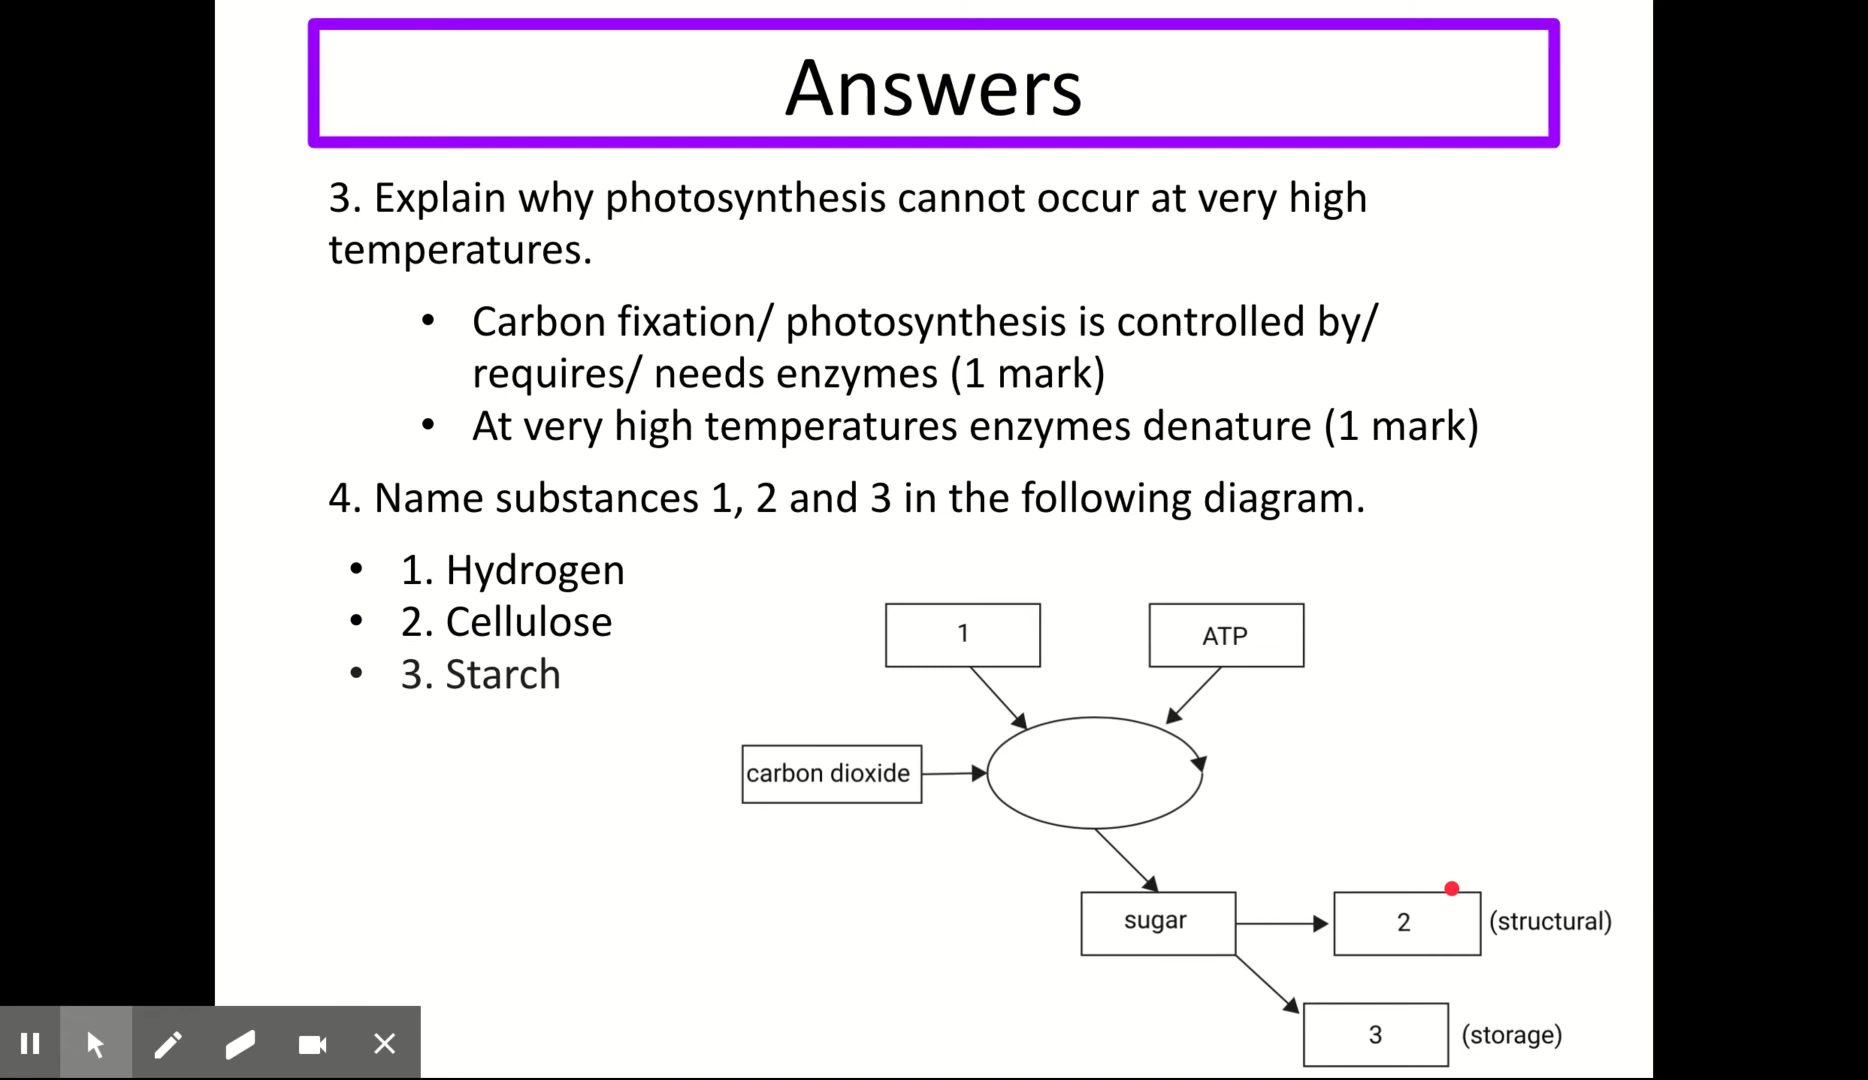 Answers
3. Explain why photosynthesis cannot occur at very high
temperatures.
• Carbon fixation/ photosynthesis is controlled by/
requires/ needs enzymes (1 mark)
• At very high temperatures enzymes denature (1 mark)
4. Name substances 1, 2 and 3 in the following diagram.
• 1. Hydrogen
• 2. Cellulose
• 3. Starch
1
ATP
carbon dioxide
sugar
2
(structural)
3
(storage)